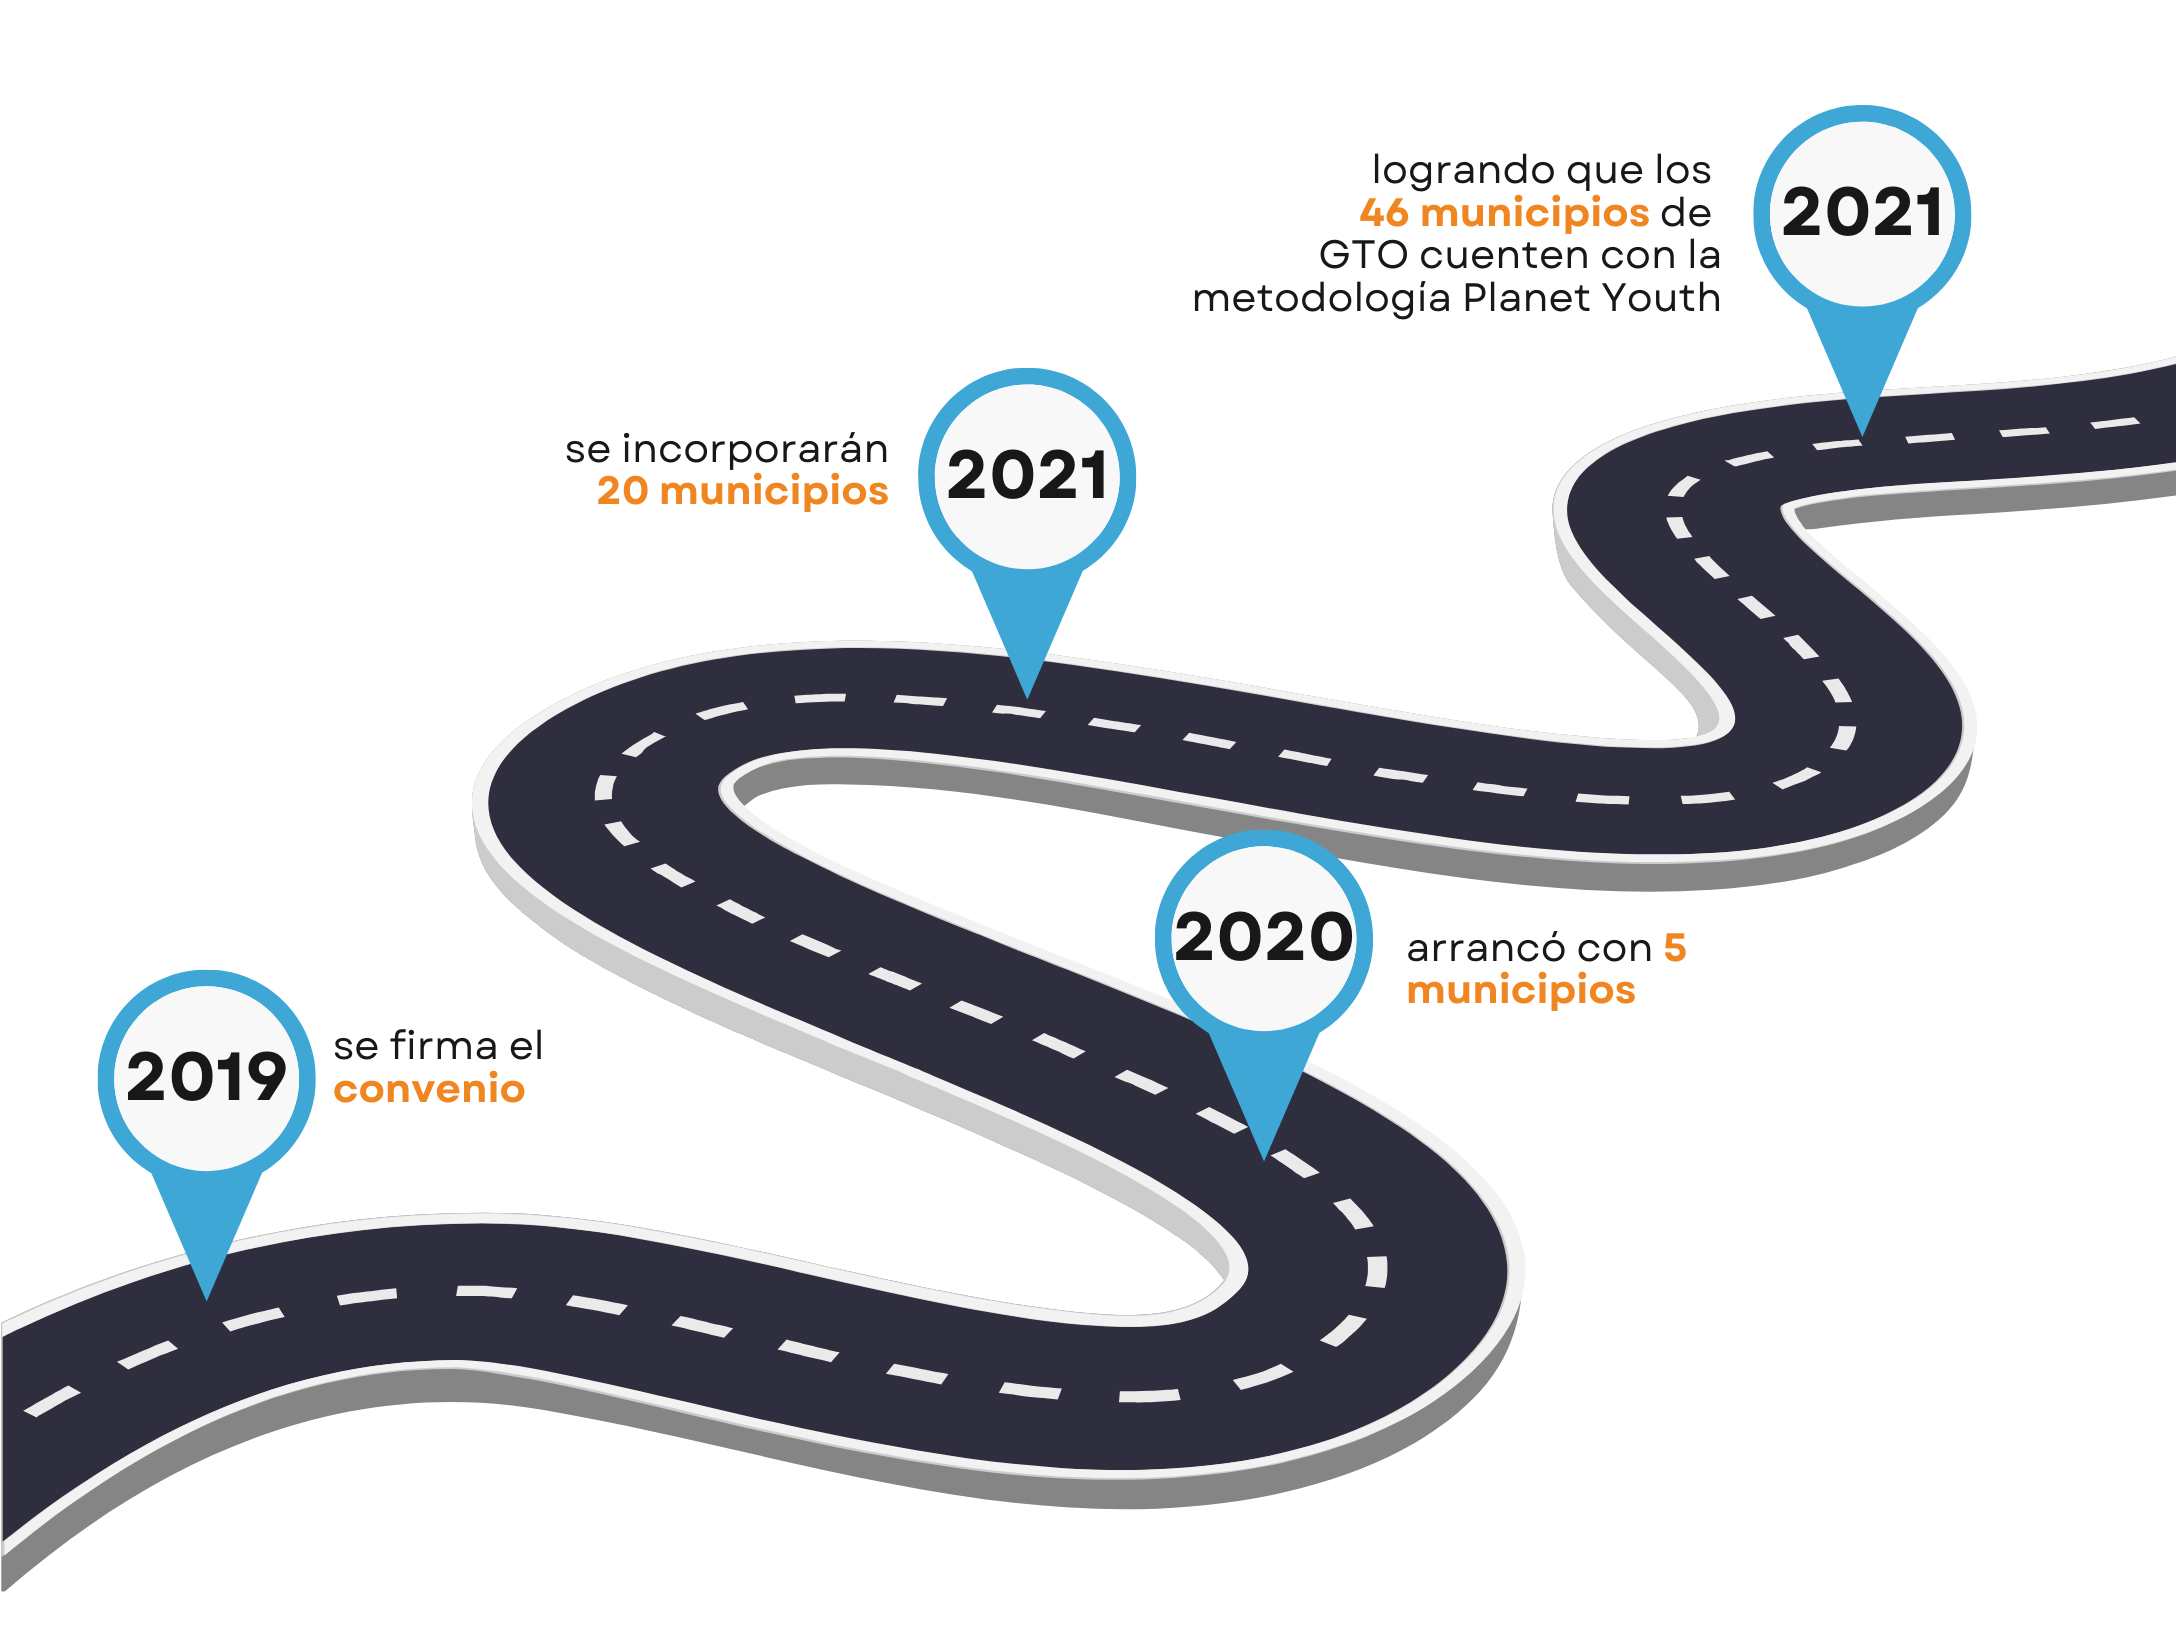 logrando que los
46 municipios de
GTO cuenten con la
metodología Planet Youth
2021
se incorporarán
20 municipios
2021
2020
arrancó con 5
municipios
2019
se firma el
convenio